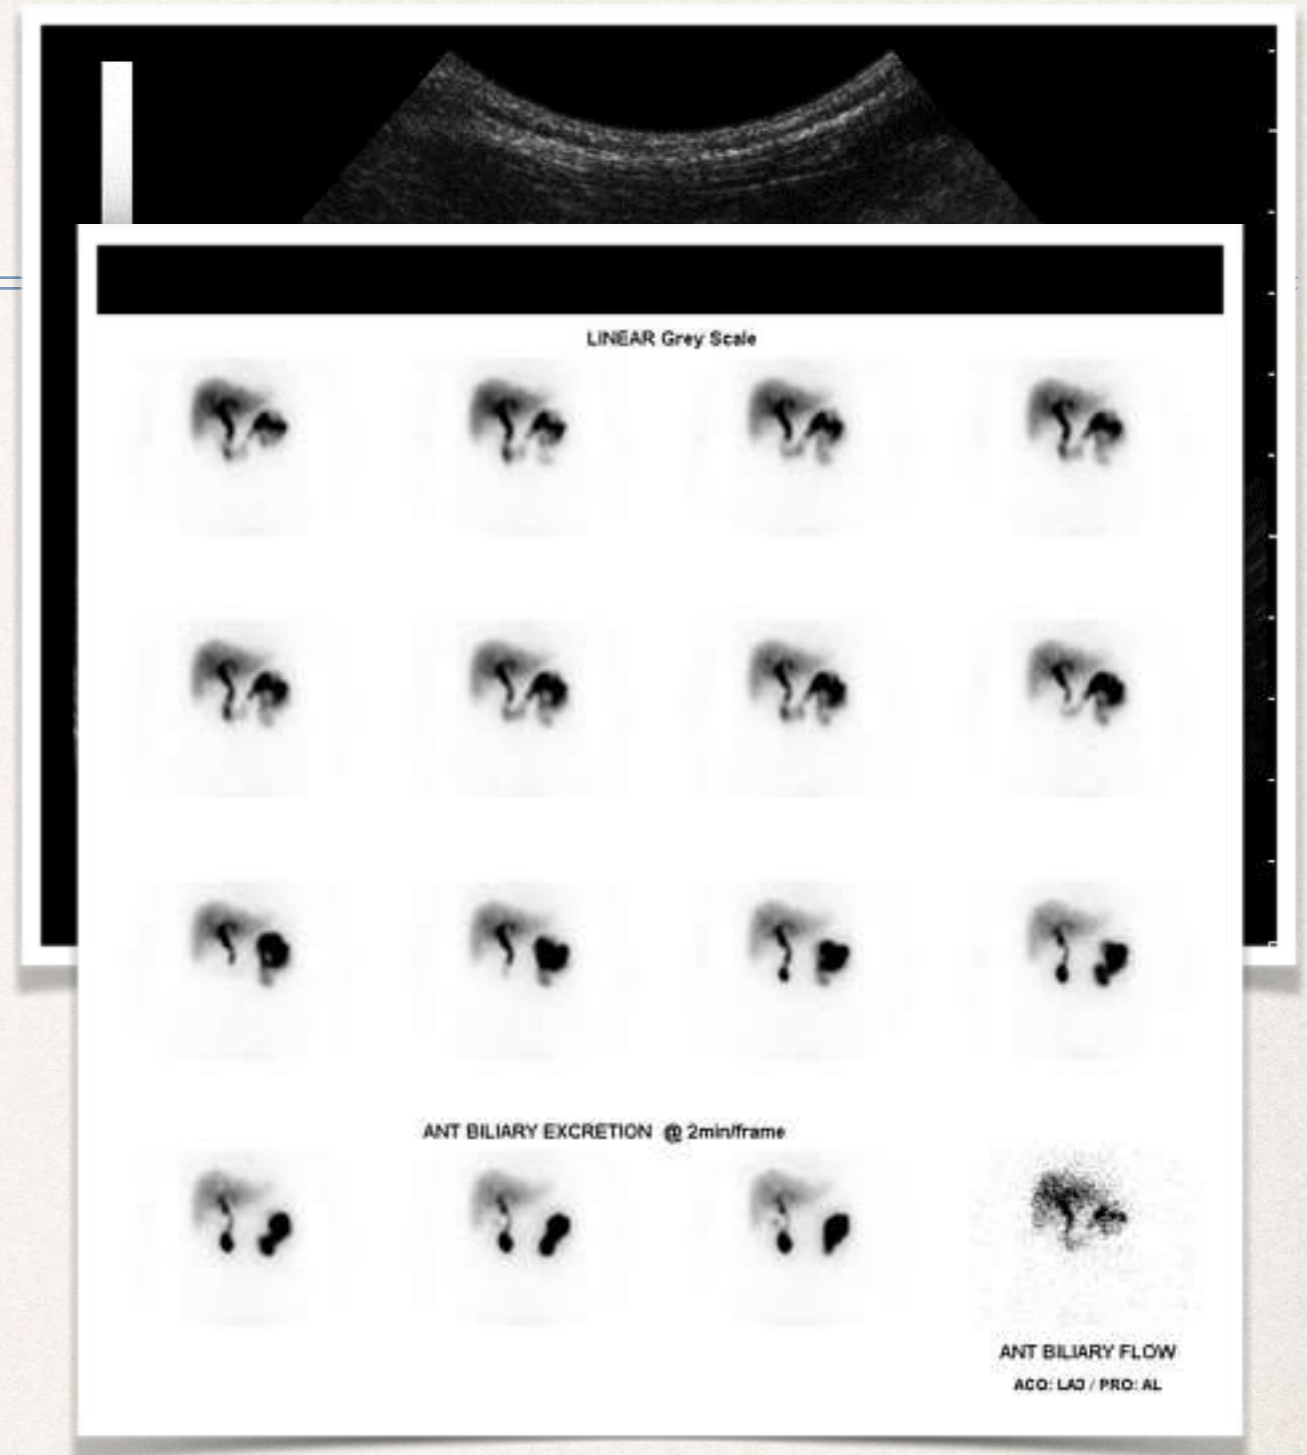 LINEAR Grey Scale
ANT BILIARY EXCRETION @ 2min/frame
ANT BILIARY FLOW
ACQ: LAJ / PRO: AL